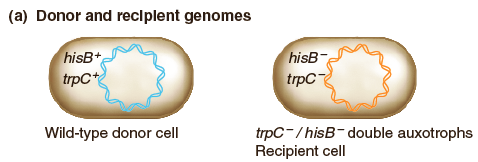 (a) Donor and recipient genomes
hisB⁺
trpC⁺
hisB⁻
trpC⁻
Wild-type donor cell
trpC⁻/hisB⁻ double auxotrophs
Recipient cell